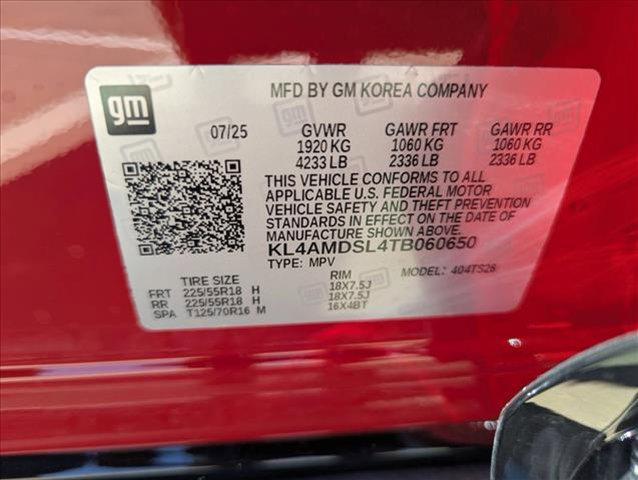 gm
MFD BY GM KOREA COMPANY
07/25 GVWR GAWR FRT GAWR RR
1920 KG 1060 KG 1060 KG
4233 LB 2336 LB 2336 LB
THIS VEHICLE CONFORMS TO ALL
APPLICABLE U.S. FEDERAL MOTOR
VEHICLE SAFETY AND THEFT PREVENTION
STANDARDS IN EFFECT ON THE DATE OF
MANUFACTURE SHOWN ABOVE.
KL4AMDSL4TB060650
TYPE: MPV MODEL: 404TS26
TIRE SIZE RIM
FRT 225/55R18 H 18X7.5J
RR 225/55R18 H 18X7.5J
SPA T125/70R16 M 16X4BT